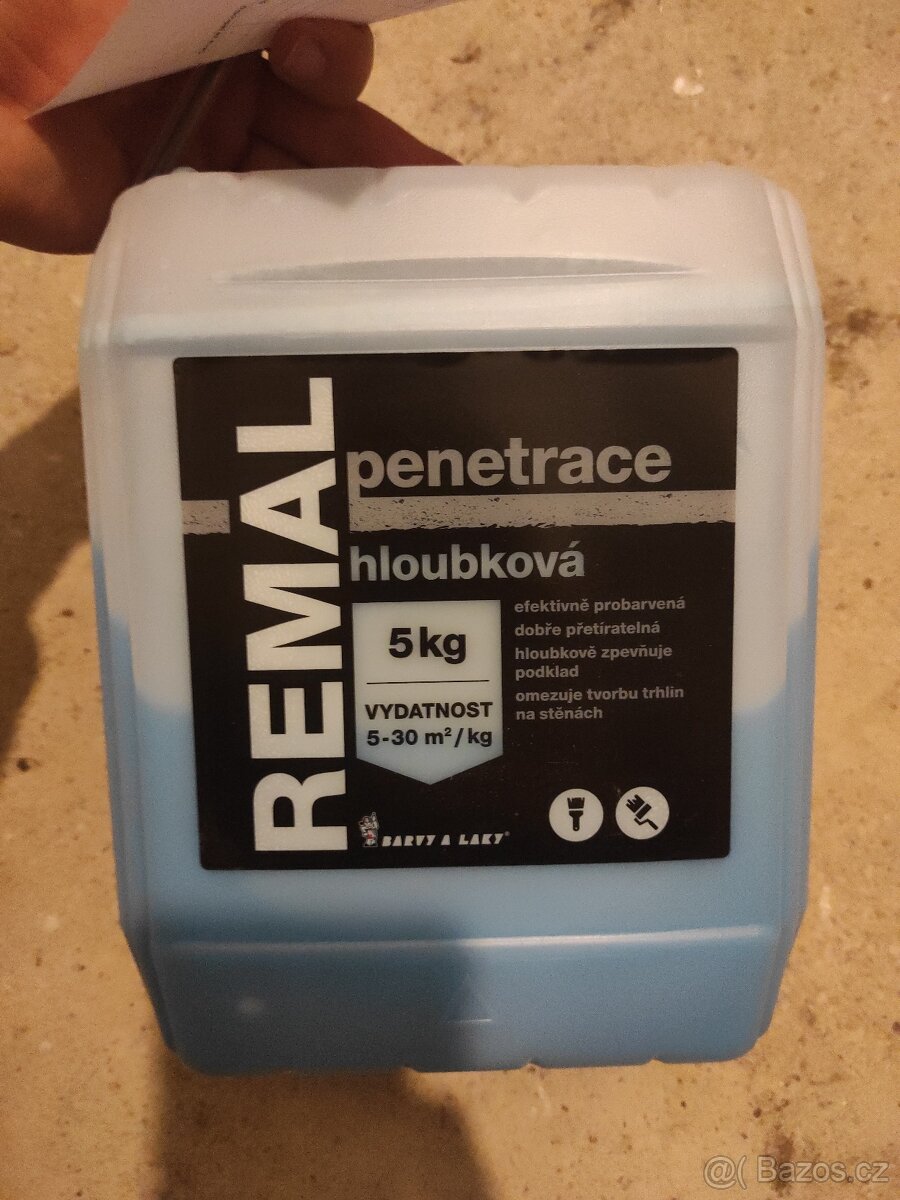 REMAL
penetrace
hloubková
5 kg
VYDATNOST
5-30 m²/kg
efektivně probarvená
dobře přetíratelná
hloubkově zpevňuje
podklad
omezuje tvorbu trhlin
na stěnách
BARVY A LAKY®
@( Bazos.cz